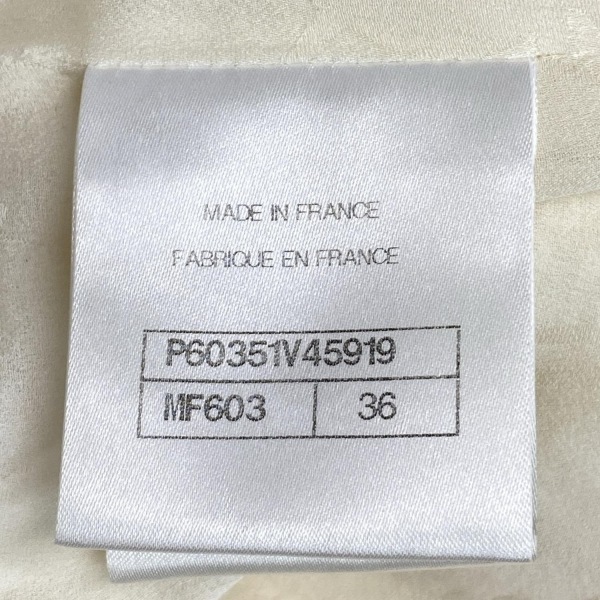 MADE IN FRANCE
FABRIQUE EN FRANCE
P60351V45919
MF603 36